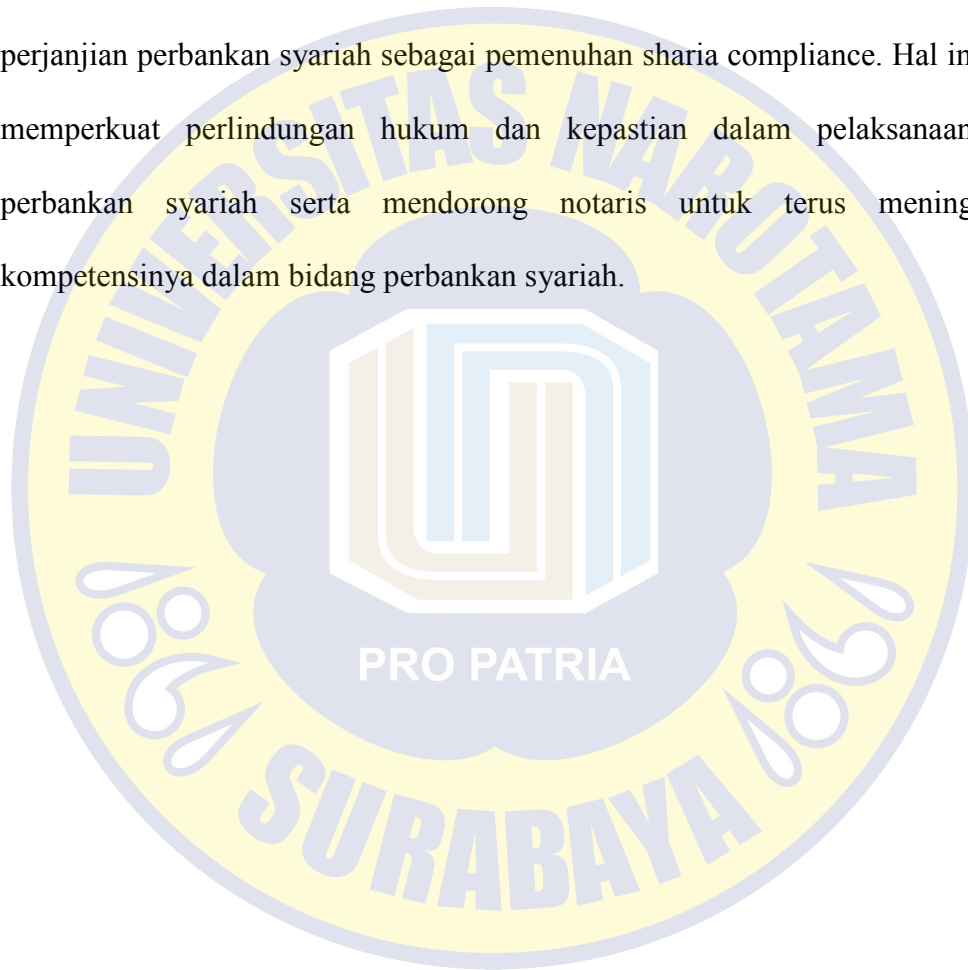 perjanjian perbankan syariah sebagai pemenuhan sharia compliance. Hal in
memperkuat perlindungan hukum dan kepastian dalam pelaksanaan
perbankan syariah serta mendorong notaris untuk terus mening
kompetensinya dalam bidang perbankan syariah.
UNIVERSITAS NAROTAMA
PRO PATRIA
SURABAYA